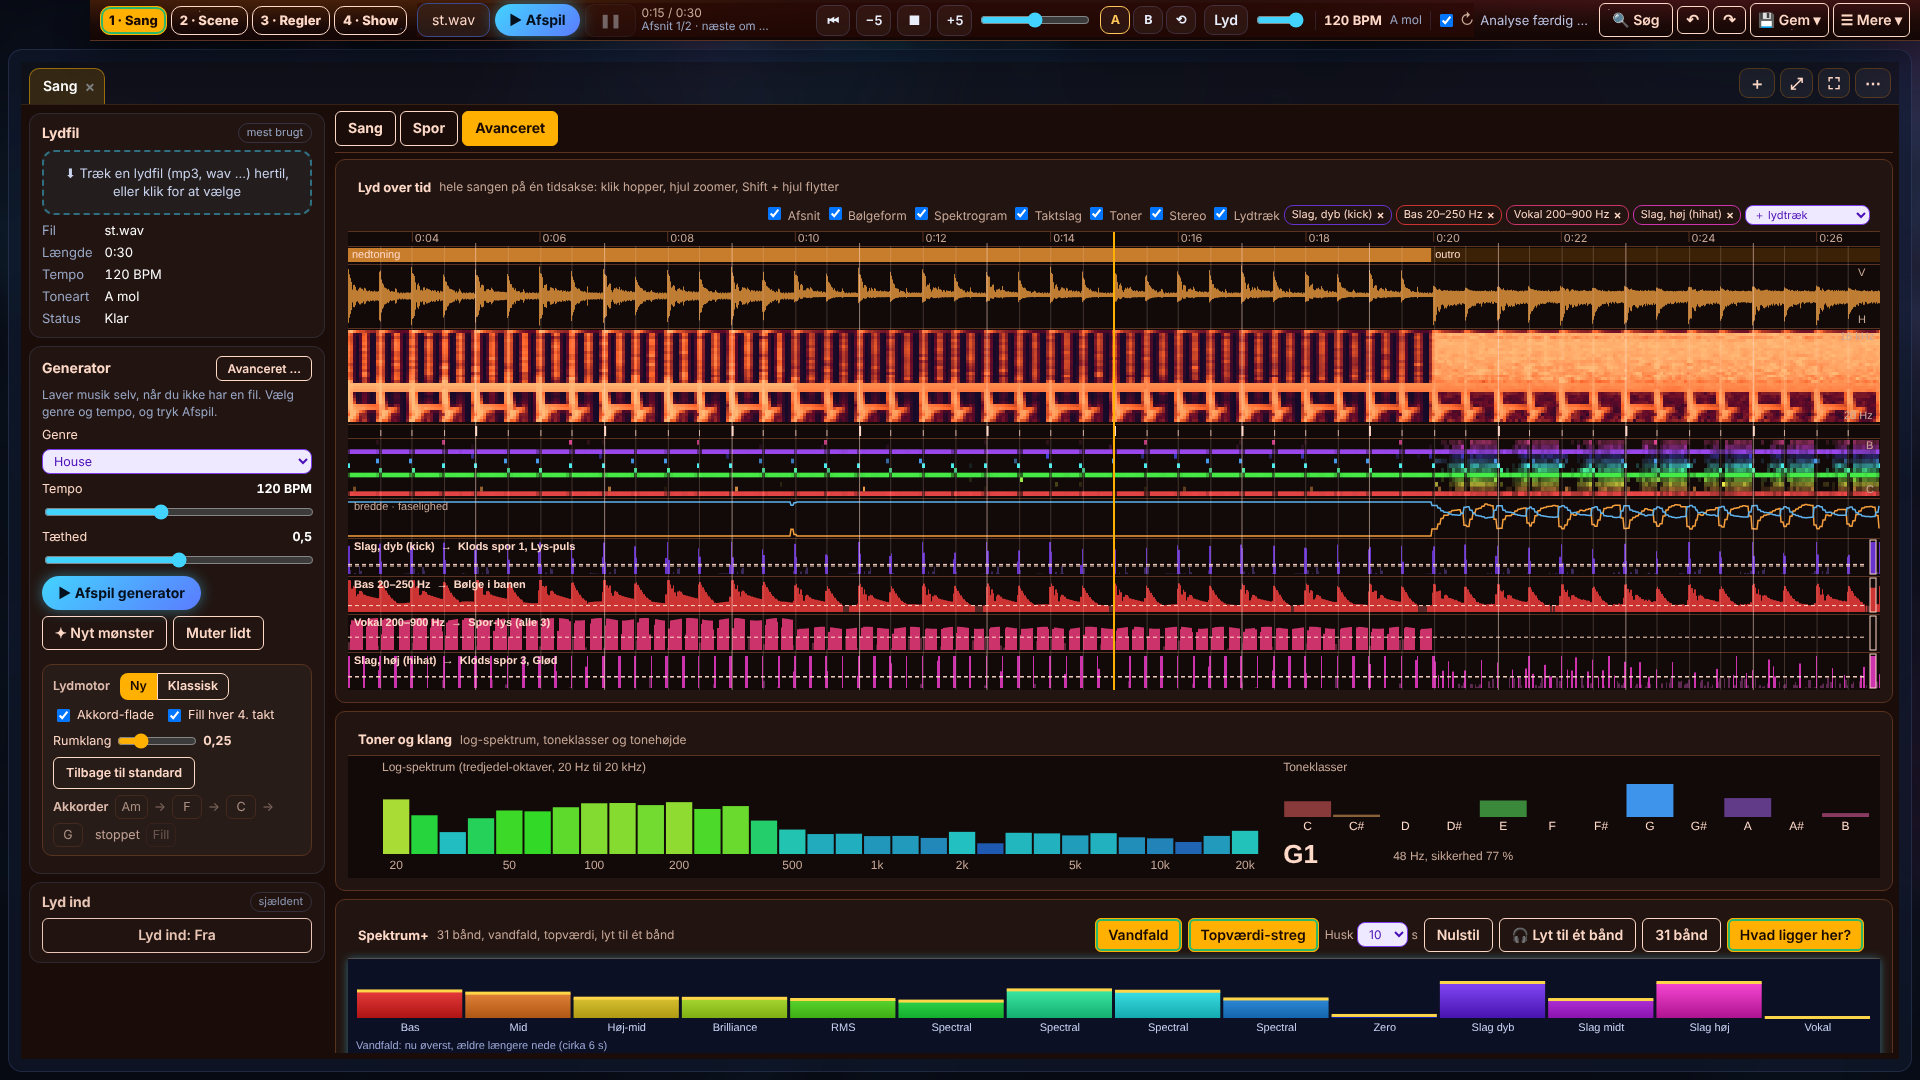 1 · Sang 2 · Scene 3 · Regler 4 · Show st.wav ▶ Afspil ❚❚ 0:15 / 0:30 ⏮ −5 ■ +5 A B ⟲ Lyd 120 BPM A mol ↻ Analyse færdig ... 🔍 Søg ↶ ↷ 💾 Gem ▾ ☰ Mere ▾
Afsnit 1/2 · næste om ...
Sang × + ⤢ ⛶ ⋯
Lydfil mest brugt
⬇ Træk en lydfil (mp3, wav ...) hertil,
eller klik for at vælge
Fil st.wav
Længde 0:30
Tempo 120 BPM
Toneart A mol
Status Klar
Generator Avanceret ...
Laver musik selv, når du ikke har en fil. Vælg
genre og tempo, og tryk Afspil.
Genre
House
Tempo 120 BPM
Tæthed 0,5
▶ Afspil generator
✦ Nyt mønster Muter lidt
Lydmotor Ny Klassisk
Akkord-flade Fill hver 4. takt
Rumklang 0,25
Tilbage til standard
Akkorder Am → F → C →
G stoppet Fill
Lyd ind sjældent
Lyd ind: Fra
Sang Spor Avanceret
Lyd over tid hele sangen på én tidsakse: klik hopper, hjul zoomer, Shift + hjul flytter
Afsnit Bølgeform Spektrogram Taktslag Toner Stereo Lydtræk Slag, dyb (kick) × Bas 20–250 Hz × Vokal 200–900 Hz × Slag, høj (hihat) × + lydtræk
0:04 0:06 0:08 0:10 0:12 0:14 0:16 0:18 0:20 0:22 0:24 0:26
nedtoning outro
V
H
Hz
B
C
bredde · faselighed
Slag, dyb (kick) → Klods spor 1, Lys-puls
Bas 20–250 Hz → Bølge i banen
Vokal 200–900 Hz → Spor-lys (alle 3)
Slag, høj (hihat) → Klods spor 3, Glød
Toner og klang log-spektrum, toneklasser og tonehøjde
Log-spektrum (tredjedel-oktaver, 20 Hz til 20 kHz) Toneklasser
20 50 100 200 500 1k 2k 5k 10k 20k
C C# D D# E F F# G G# A A# B
G1 48 Hz, sikkerhed 77 %
Spektrum+ 31 bånd, vandfald, topværdi, lyt til ét bånd Vandfald Topværdi-streg Husk 10 s Nulstil 🎧 Lyt til ét bånd 31 bånd Hvad ligger her?
Bas Mid Høj-mid Brilliance RMS Spectral Spectral Spectral Spectral Zero Slag dyb Slag midt Slag høj Vokal
Vandfald: nu øverst, ældre længere nede (cirka 6 s)